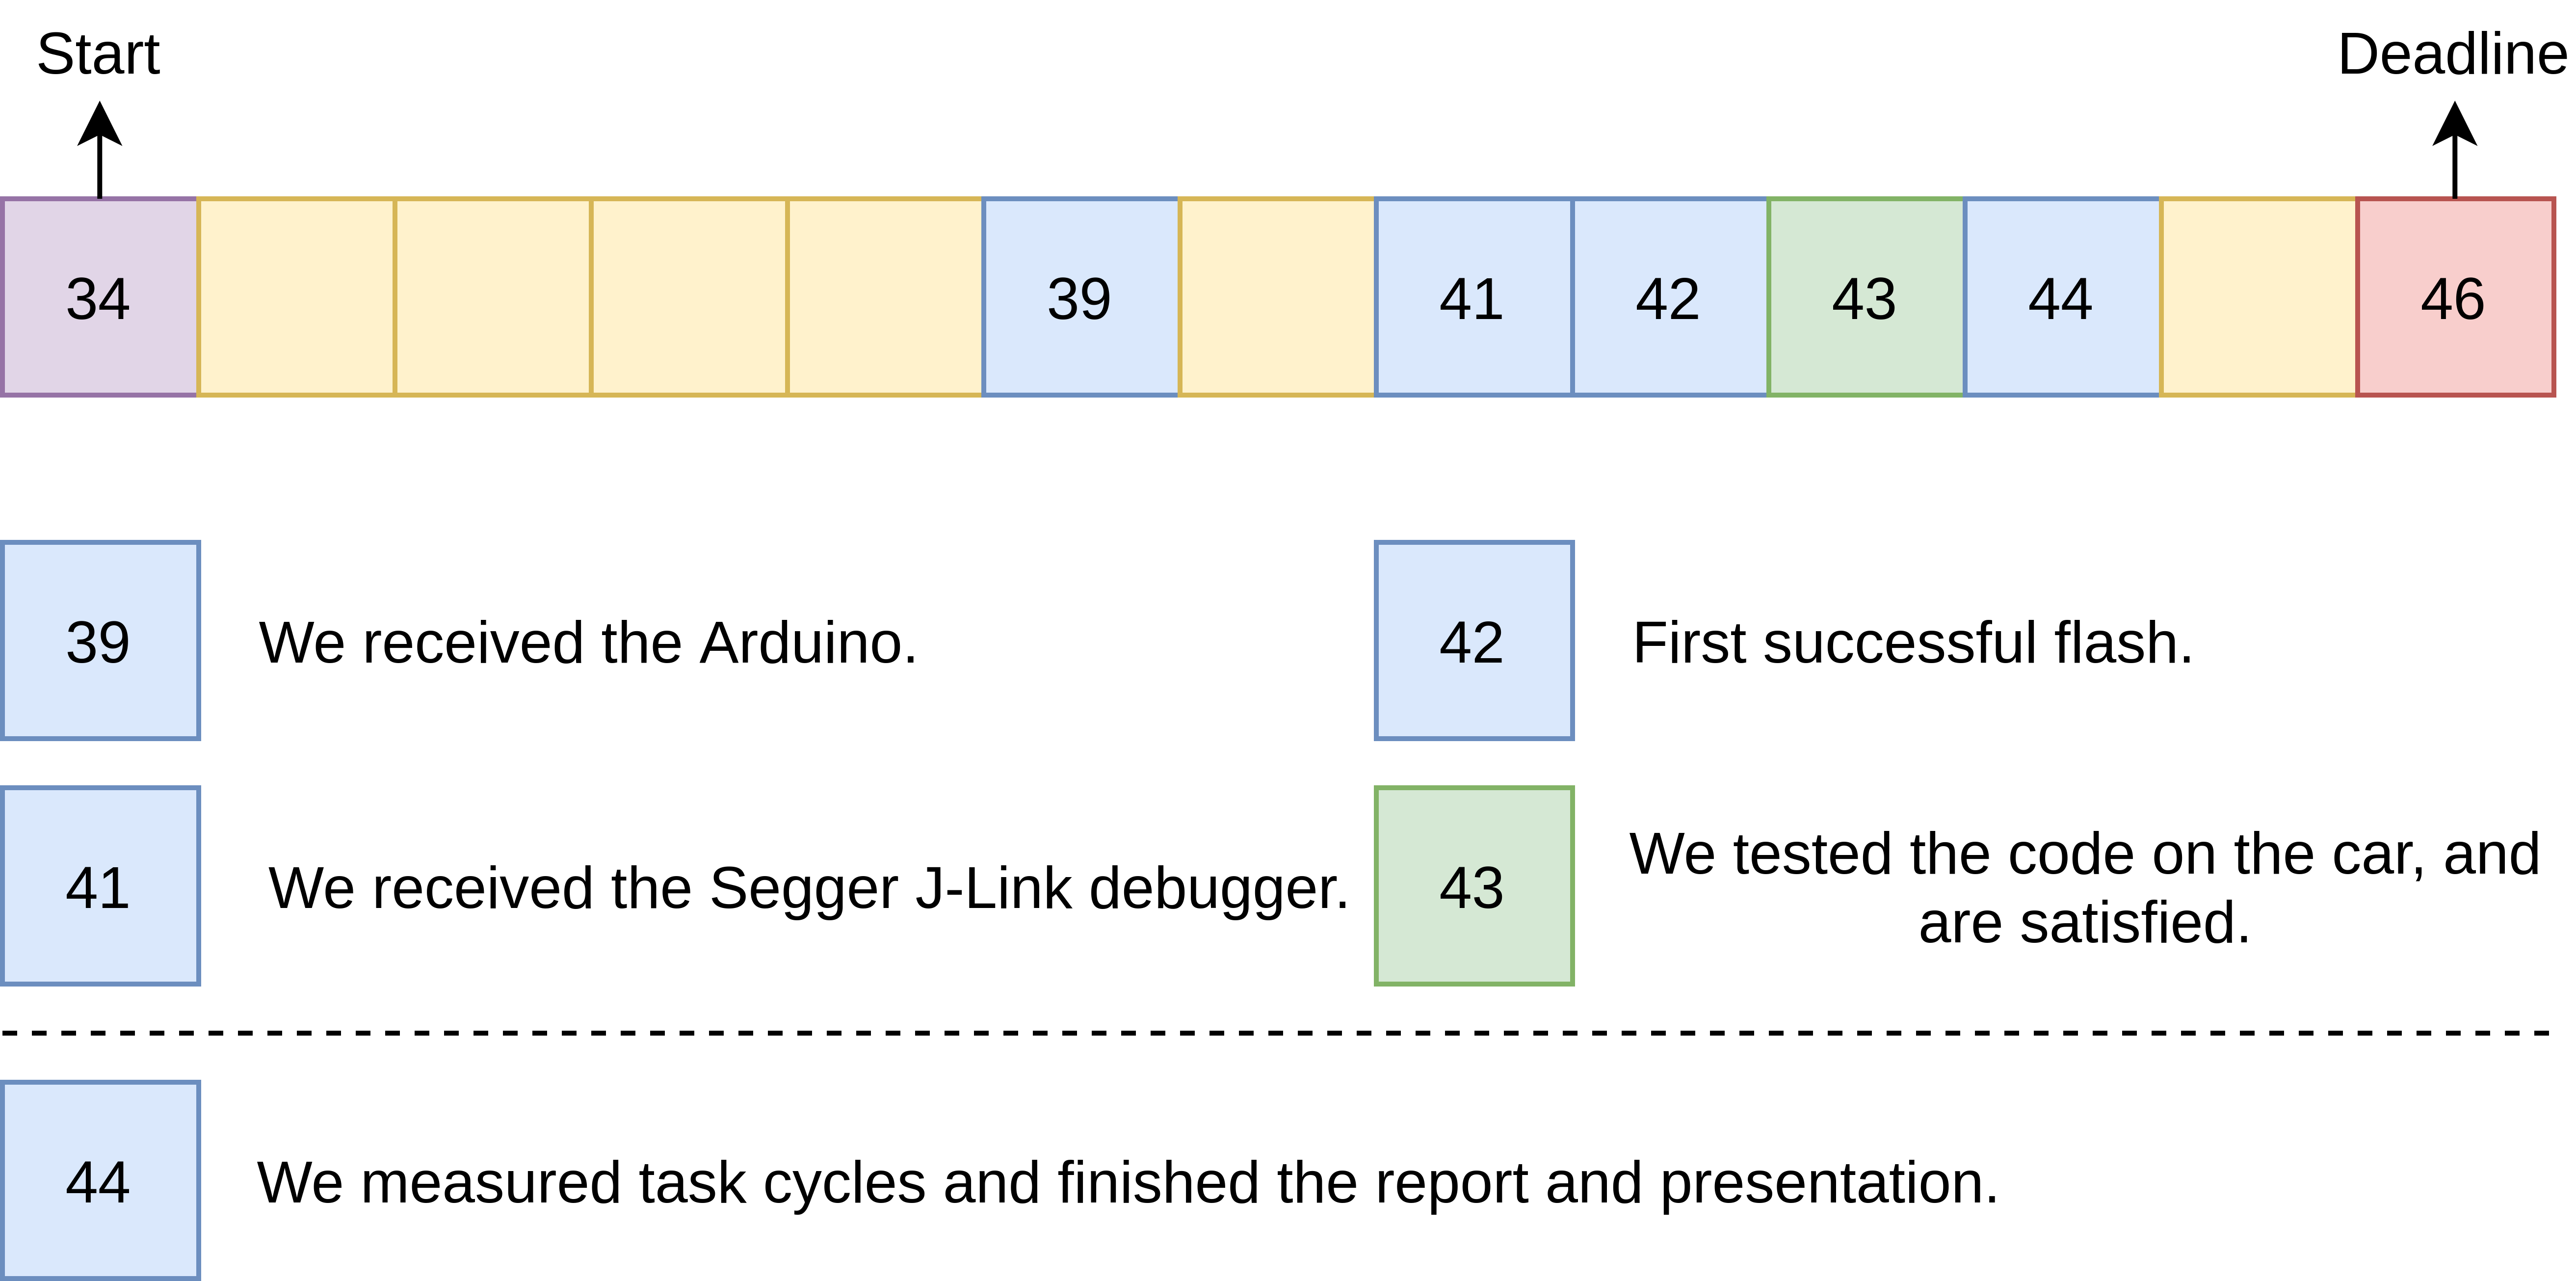 Start
Deadline
34
39
41
42
43
44
46
39
We received the Arduino.
42
First successful flash.
41
We received the Segger J-Link debugger.
43
We tested the code on the car, and
are satisfied.
44
We measured task cycles and finished the report and presentation.